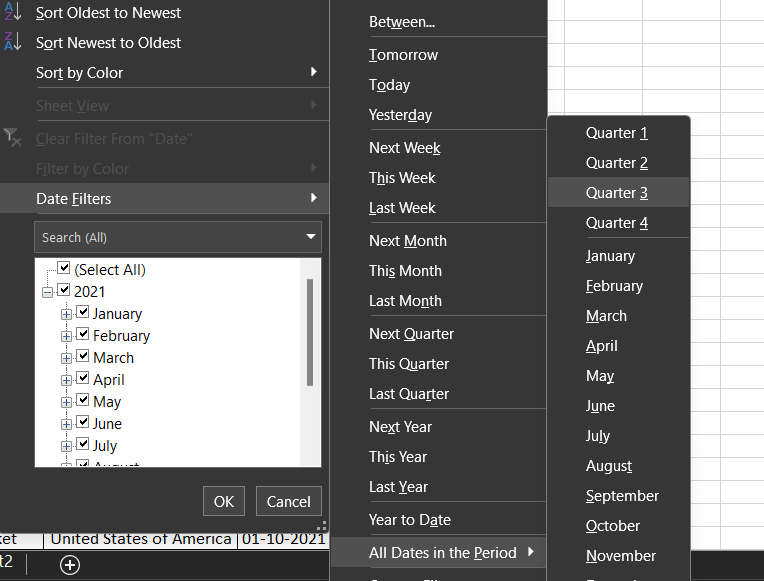 Sort Oldest to Newest
Sort Newest to Oldest
Sort by Color
Sheet View
Clear Filter From "Date"
Filter by Color
Date Filters
Search (All)
(Select All)
2021
January
February
March
April
May
June
July
August
OK
Cancel
ket
United States of America
01-10-2021
t2
Between...
Tomorrow
Today
Yesterday
Next Week
This Week
Last Week
Next Month
This Month
Last Month
Next Quarter
This Quarter
Last Quarter
Next Year
This Year
Last Year
Year to Date
All Dates in the Period
Quarter 1
Quarter 2
Quarter 3
Quarter 4
January
February
March
April
May
June
July
August
September
October
November